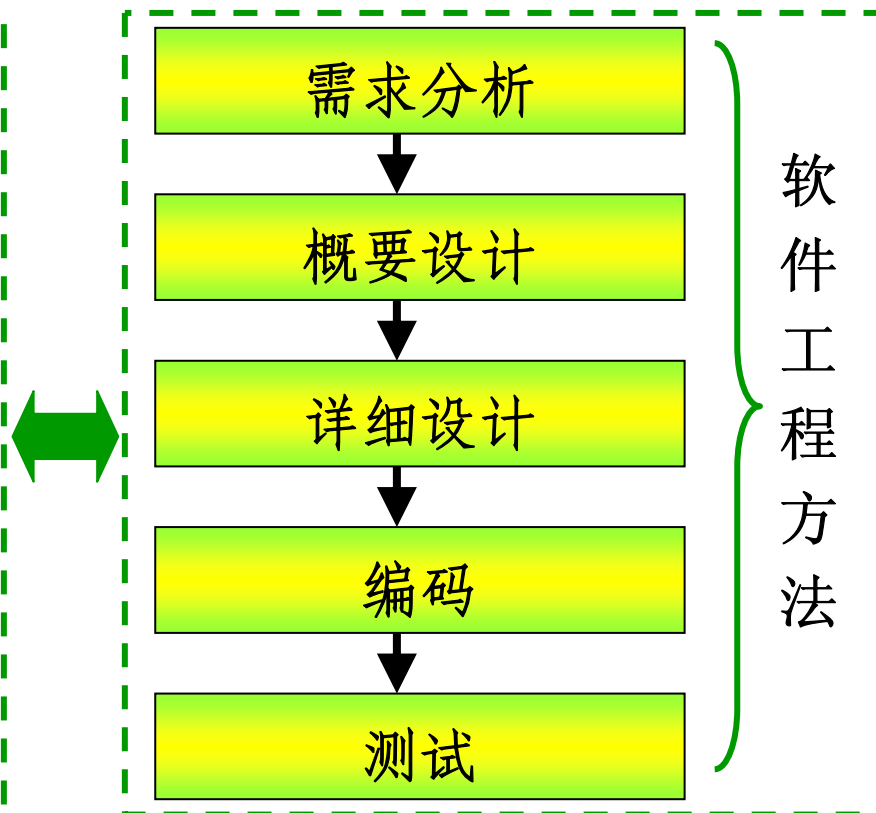 需求分析
概要设计
详细设计
编码
测试
软件工程方法